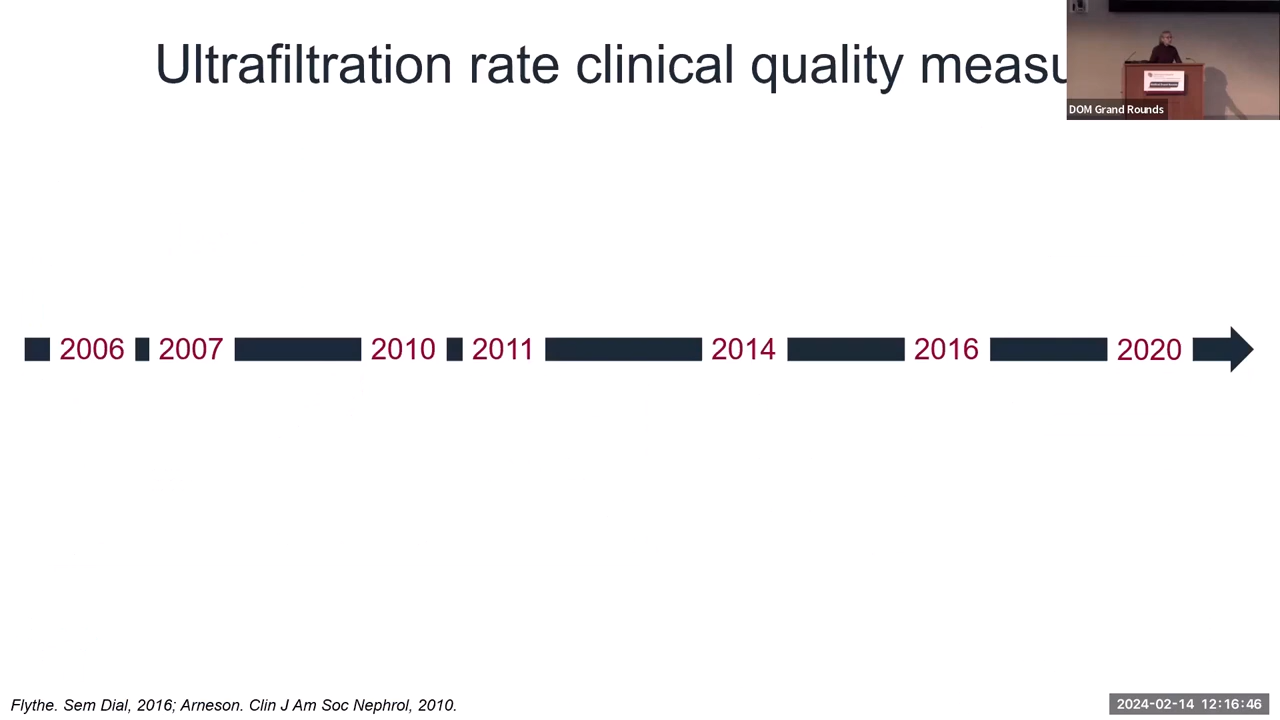 Ultrafiltration rate clinical quality measu
DOM Grand Rounds
2006 2007 2010 2011 2014 2016 2020
Flythe. Sem Dial, 2016; Arneson. Clin J Am Soc Nephrol, 2010.
2024-02-14 12:16:46